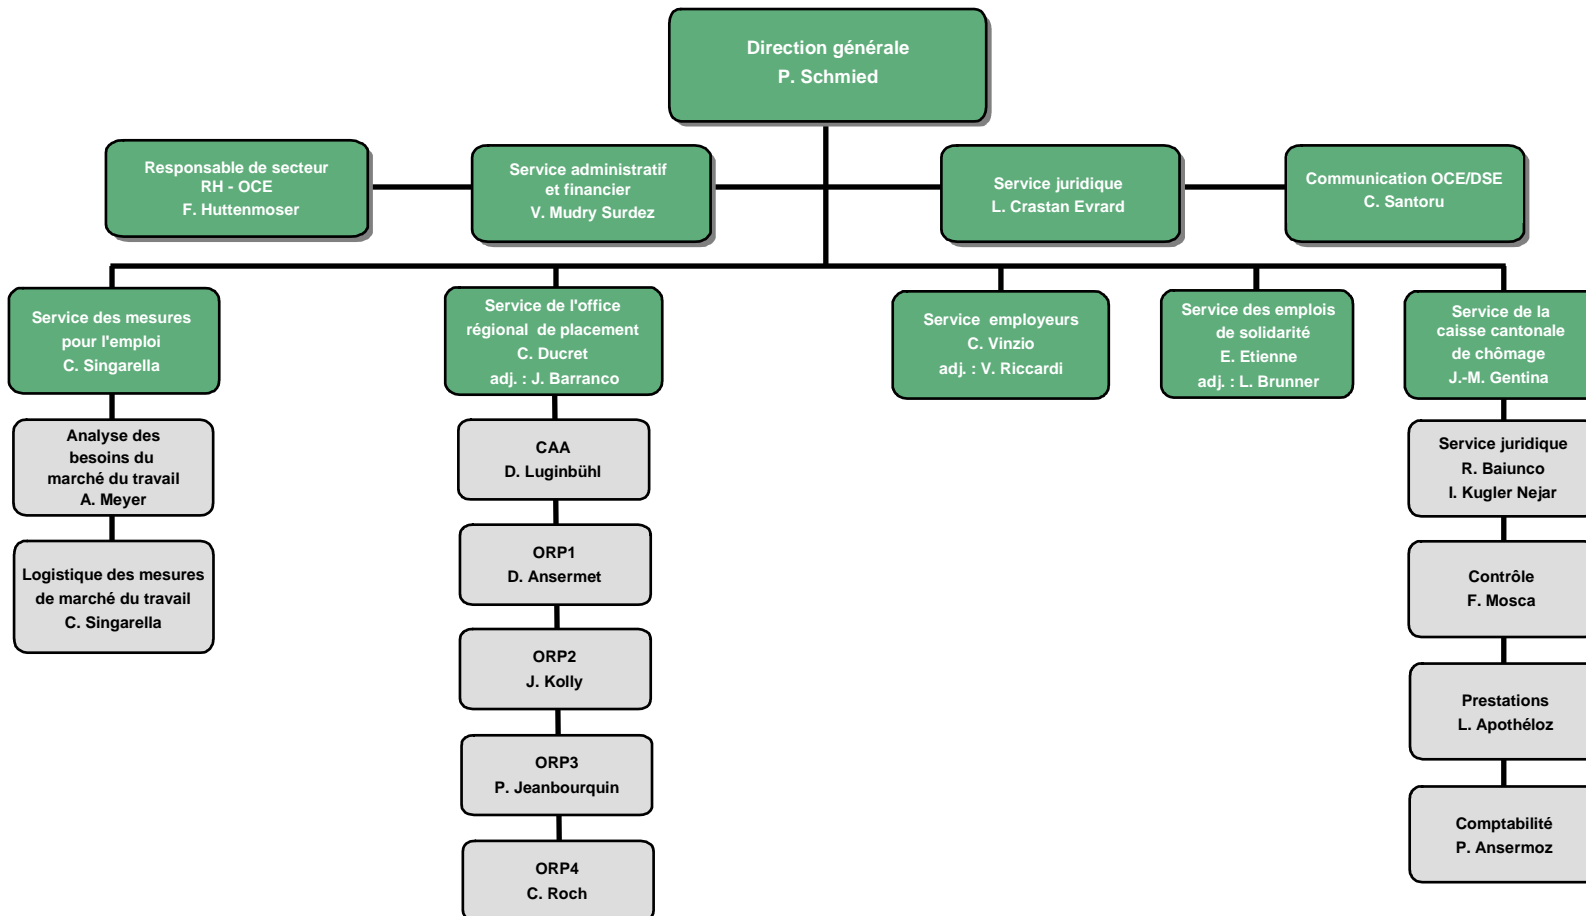 Direction générale
P. Schmied
Responsable de secteur
RH - OCE
F. Huttenmoser
Service administratif
et financier
V. Mudry Surdez
Service juridique
L. Crastan Evrard
Communication OCE/DSE
C. Santoru
Service des mesures
pour l'emploi
C. Singarella
Service de l'office
régional de placement
C. Ducret
adj. : J. Barranco
Service employeurs
C. Vinzio
adj. : V. Riccardi
Service des emplois
de solidarité
E. Etienne
adj. : L. Brunner
Service de la
caisse cantonale
de chômage
J.-M. Gentina
Analyse des
besoins du
marché du travail
A. Meyer
Logistique des mesures
de marché du travail
C. Singarella
CAA
D. Luginbühl
ORP1
D. Ansermet
ORP2
J. Kolly
ORP3
P. Jeanbourquin
ORP4
C. Roch
Service juridique
R. Baiunco
I. Kugler Nejar
Contrôle
F. Mosca
Prestations
L. Apothéloz
Comptabilité
P. Ansermoz